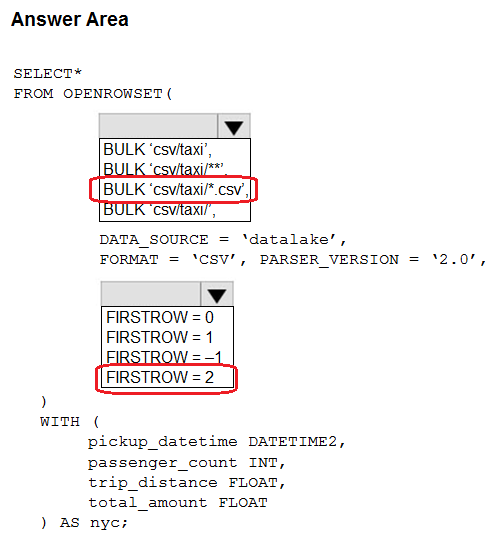 Answer Area
SELECT*
FROM OPENROWSET(
BULK ‘csv/taxi’,
BULK ‘csv/taxi/**’,
BULK ‘csv/taxi/*.csv’,
BULK ‘csv/taxi/’,
DATA_SOURCE = ‘datalake’,
FORMAT = ‘CSV’, PARSER_VERSION = ‘2.0’,
FIRSTROW = 0
FIRSTROW = 1
FIRSTROW = –1
FIRSTROW = 2
)
WITH (
pickup_datetime DATETIME2,
passenger_count INT,
trip_distance FLOAT,
total_amount FLOAT
) AS nyc;